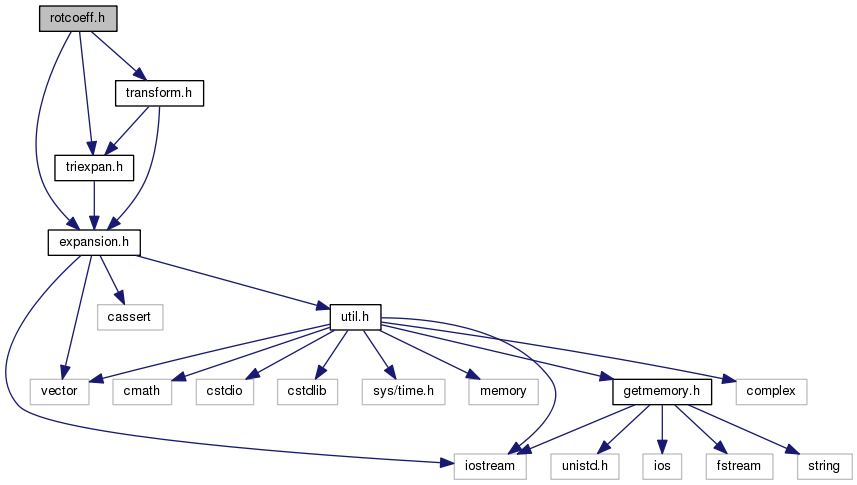 rotcoeff.h
transform.h
triexpan.h
expansion.h
cassert
util.h
vector
cmath
cstdio
cstdlib
sys/time.h
memory
getmemory.h
complex
iostream
unistd.h
ios
fstream
string